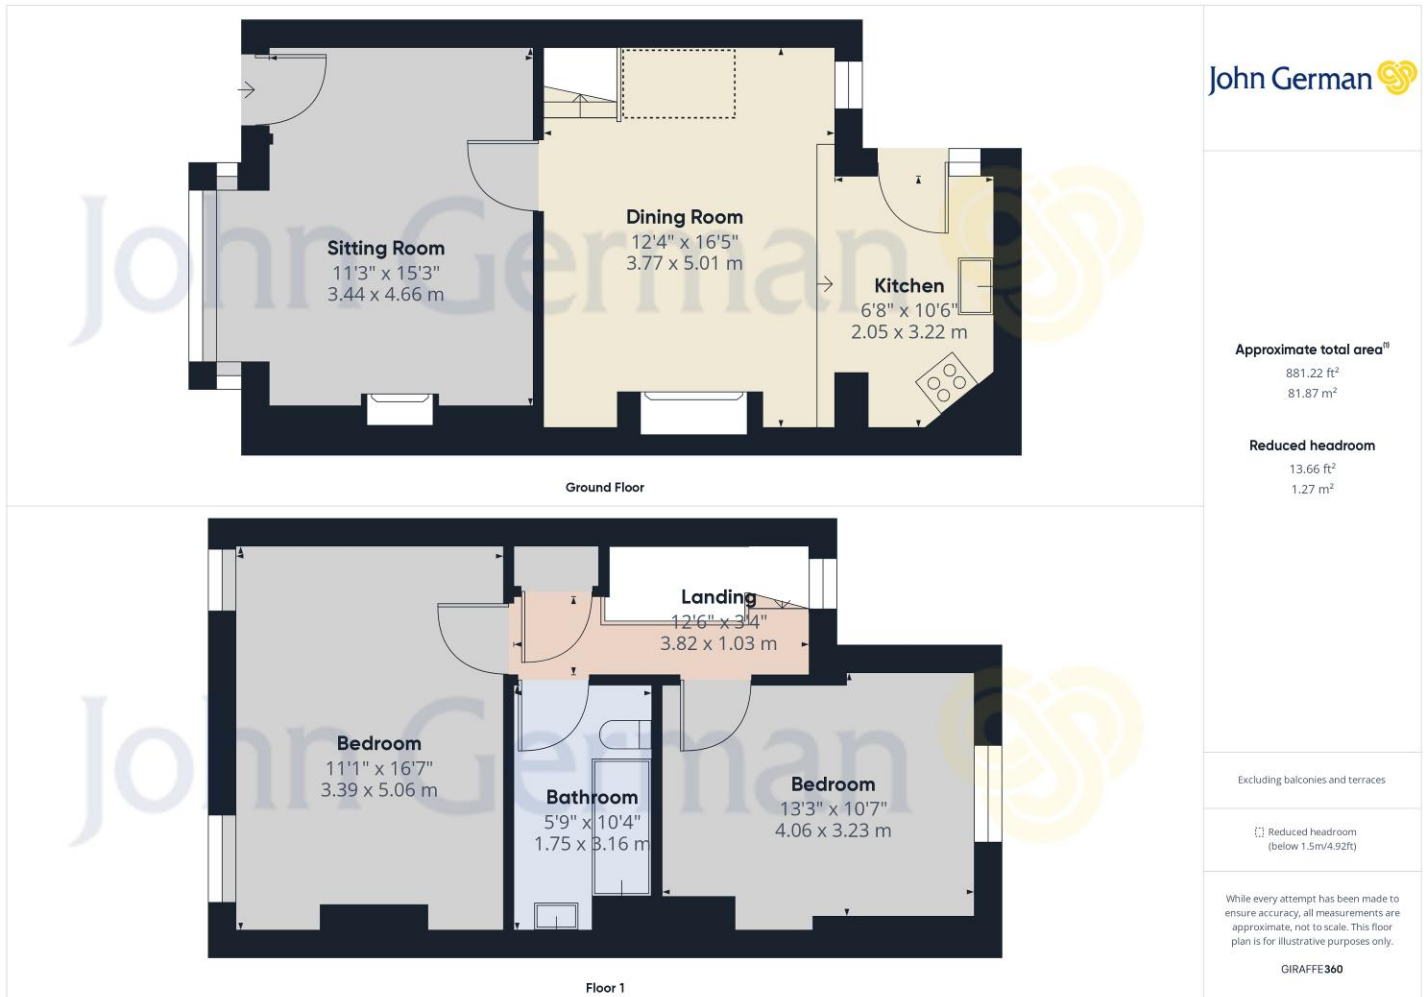 John German
Sitting Room
11'3" x 15'3"
3.44 x 4.66 m
Dining Room
12'4" x 16'5"
3.77 x 5.01 m
Kitchen
6'8" x 10'6"
2.05 x 3.22 m
John German
Ground Floor
Landing
12'6" x 3'4"
3.82 x 1.03 m
Bedroom
11'1" x 16'7"
3.39 x 5.06 m
Bathroom
5'9" x 10'4"
1.75 x 3.16 m
Bedroom
13'3" x 10'7"
4.06 x 3.23 m
John German
Floor 1
Approximate total area⁽¹⁾
881.22 ft²
81.87 m²
Reduced headroom
13.66 ft²
1.27 m²
Excluding balconies and terraces
Reduced headroom
(below 1.5m/4.92ft)
While every attempt has been made to
ensure accuracy, all measurements are
approximate, not to scale. This floor
plan is for illustrative purposes only.
GIRAFFE360